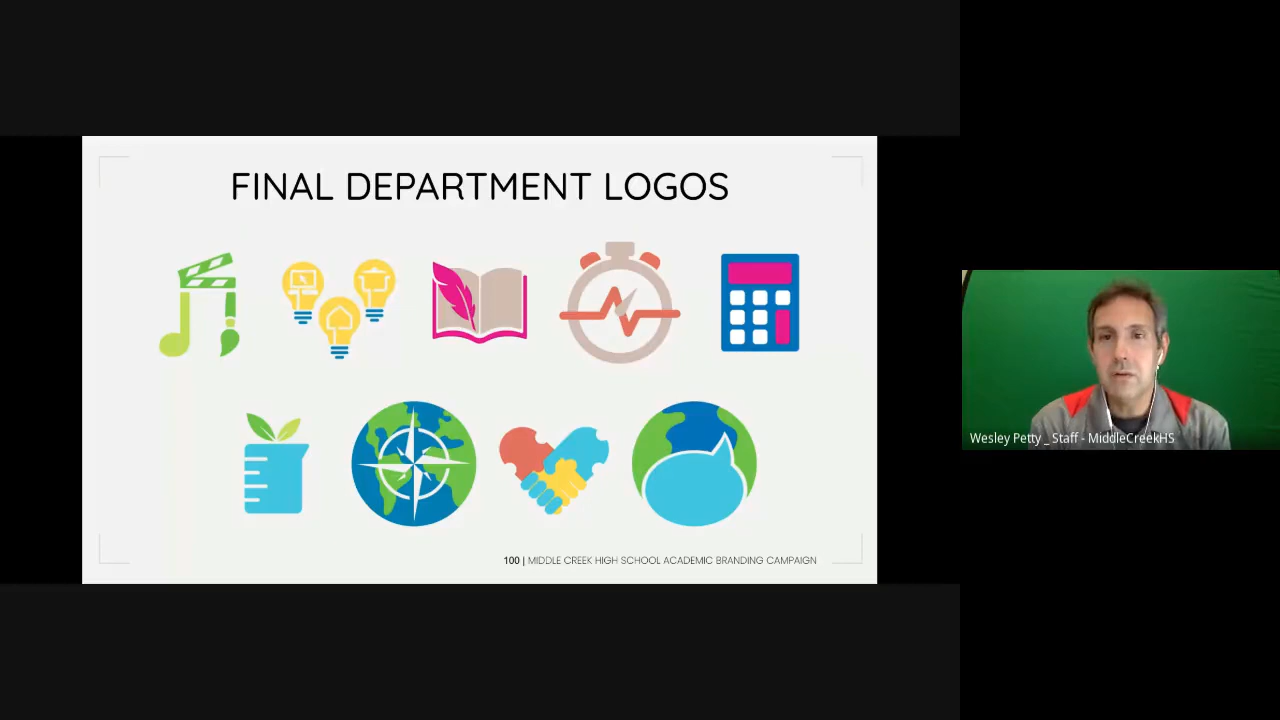 FINAL DEPARTMENT LOGOS
100 | MIDDLE CREEK HIGH SCHOOL ACADEMIC BRANDING CAMPAIGN
Wesley Petty _ Staff - MiddleCreekHS